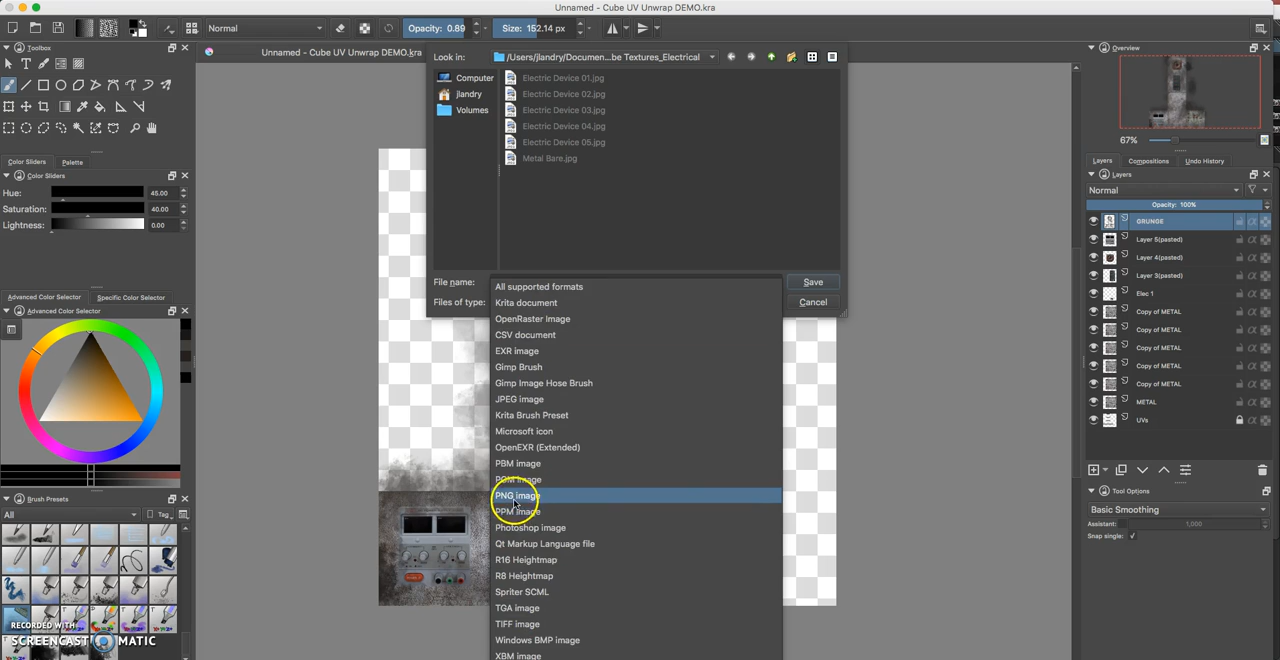 Unnamed - Cube UV Unwrap DEMO.kra
Normal
Opacity: 0.89
Size: 152.14 px
Toolbox
Unnamed - Cube UV Unwrap DEMO.kra
Color Sliders
Palette
Color Sliders
Hue:
45.00
Saturation:
40.00
Lightness:
0.00
Advanced Color Selector
Specific Color Selector
Advanced Color Selector
Brush Presets
All
Tag
RECORDED WITH
SCREENCAST MATIC
Look in:
/Users/jlandry/Documen...be Textures_Electrical
Computer
jlandry
Volumes
Electric Device 01.jpg
Electric Device 02.jpg
Electric Device 03.jpg
Electric Device 04.jpg
Electric Device 05.jpg
Metal Bare.jpg
File name:
Save
Files of type:
Cancel
All supported formats
Krita document
OpenRaster Image
CSV document
EXR image
Gimp Brush
Gimp Image Hose Brush
JPEG image
Krita Brush Preset
Microsoft icon
OpenEXR (Extended)
PBM image
PGM image
PNG image
PPM image
Photoshop image
Qt Markup Language file
R16 Heightmap
R8 Heightmap
Spriter SCML
TGA image
TIFF image
Windows BMP image
XBM image
Overview
67%
Layers
Compositions
Undo History
Layers
Normal
Opacity: 100%
GRUNGE
Layer 5(pasted)
Layer 4(pasted)
Layer 3(pasted)
Elec 1
Copy of METAL
Copy of METAL
Copy of METAL
Copy of METAL
Copy of METAL
METAL
UVs
Tool Options
Basic Smoothing
Assistant:
1,000
Snap single: